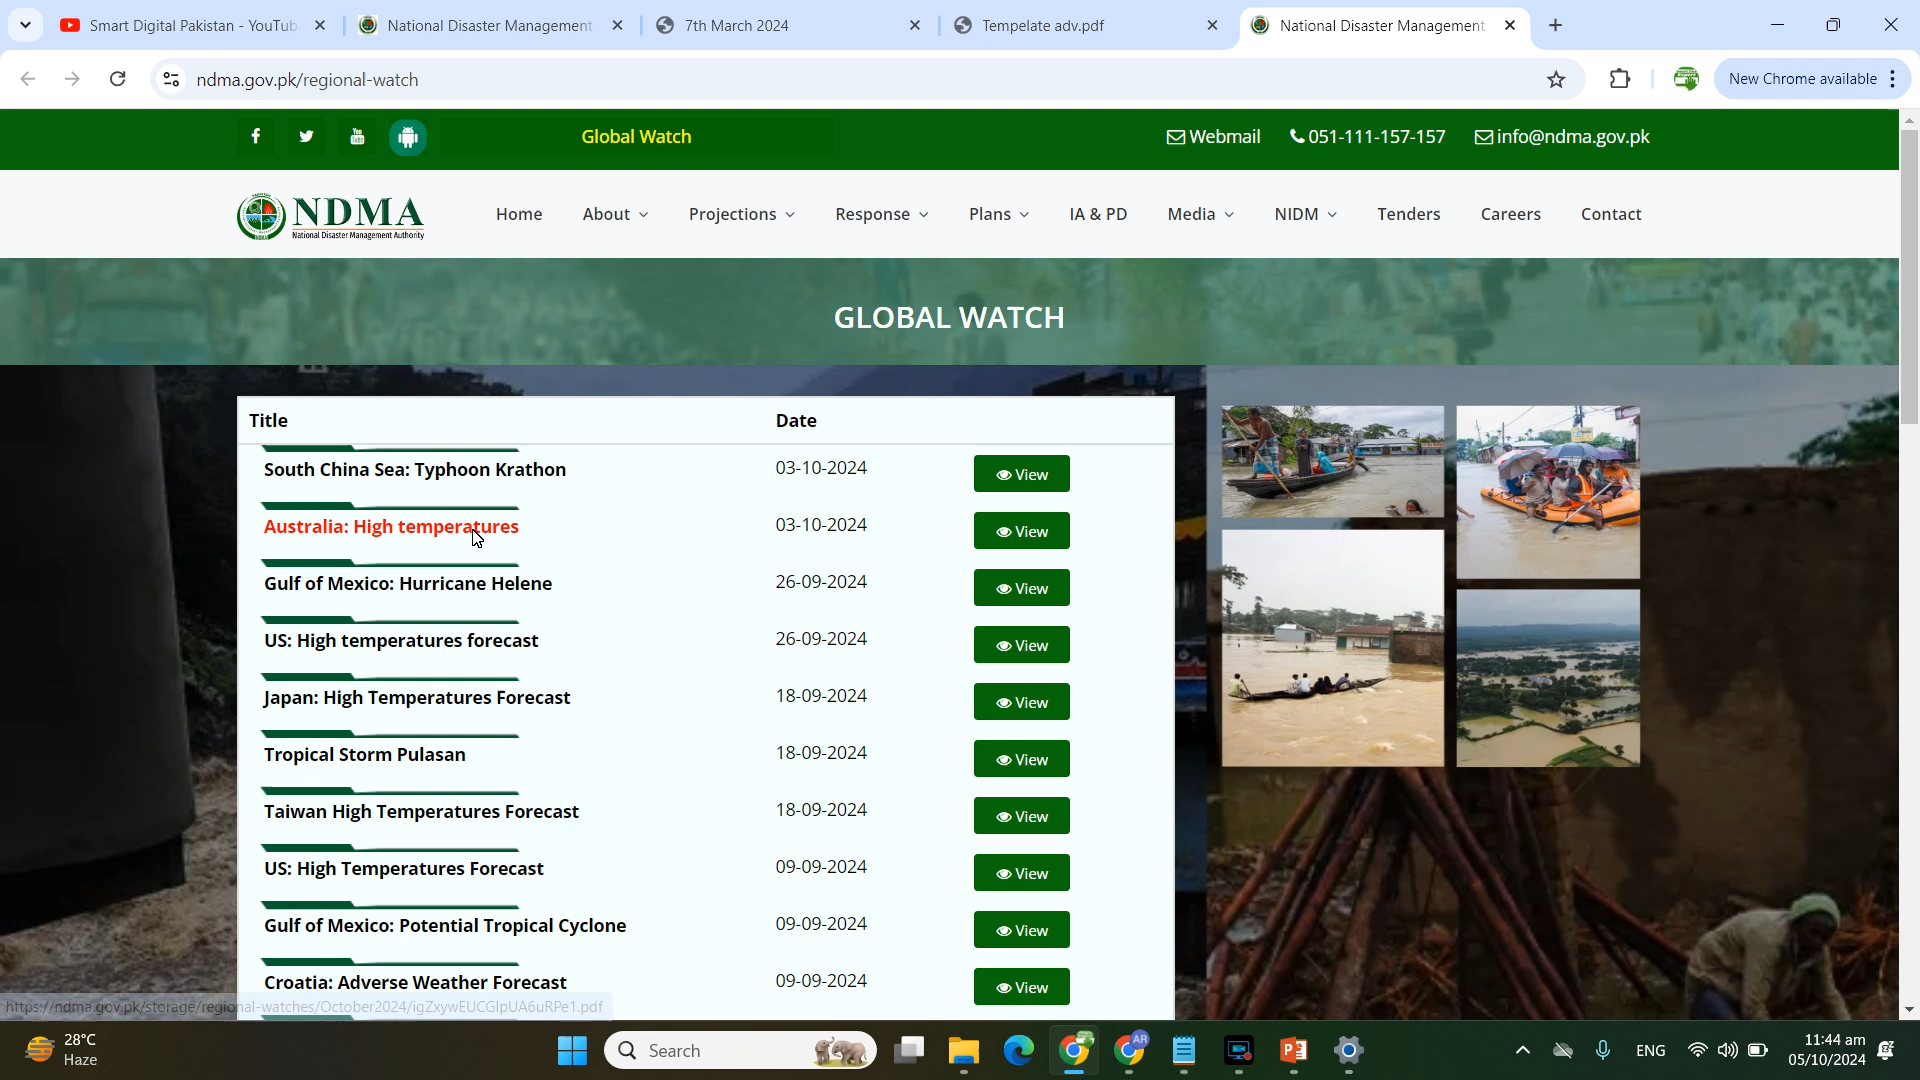 Smart Digital Pakistan - YouTub
National Disaster Management
7th March 2024
Tempelate adv.pdf
National Disaster Management
ndma.gov.pk/regional-watch
New Chrome available
Global Watch
Webmail
051-111-157-157
info@ndma.gov.pk
NDMA
National Disaster Management Authority
Home
About
Projections
Response
Plans
IA & PD
Media
NIDM
Tenders
Careers
Contact
GLOBAL WATCH
Title Date
South China Sea: Typhoon Krathon 03-10-2024 View
Australia: High temperatures 03-10-2024 View
Gulf of Mexico: Hurricane Helene 26-09-2024 View
US: High temperatures forecast 26-09-2024 View
Japan: High Temperatures Forecast 18-09-2024 View
Tropical Storm Pulasan 18-09-2024 View
Taiwan High Temperatures Forecast 18-09-2024 View
US: High Temperatures Forecast 09-09-2024 View
Gulf of Mexico: Potential Tropical Cyclone 09-09-2024 View
Croatia: Adverse Weather Forecast 09-09-2024 View
https://ndma.gov.pk/storage/regional-watches/October2024/igZxywEUCGlpUA6uRPe1.pdf
28°C
Haze
Search
AR
ENG
11:44 am
05/10/2024